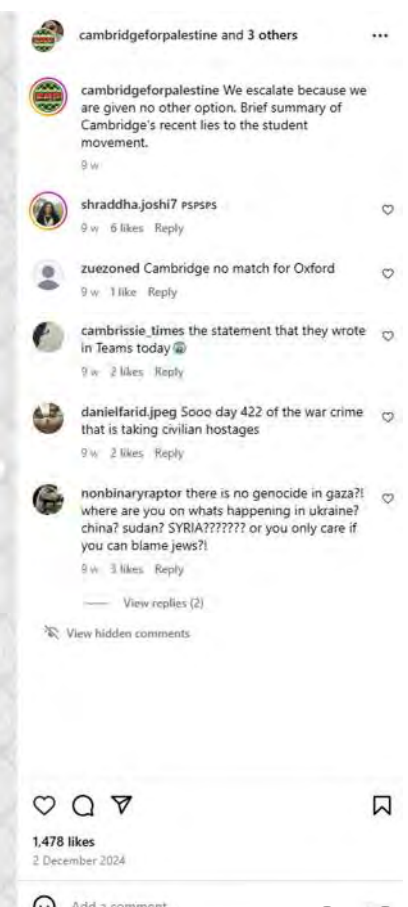 cambridgeforpalestine and 3 others
cambridgeforpalestine We escalate because we
are given no other option. Brief summary of
Cambridge's recent lies to the student
movement.
9 w
shraddha.joshi7 PSPSPS
9 w 6 likes Reply
zuezoned Cambridge no match for Oxford
9 w 1 like Reply
cambrissie_times the statement that they wrote
in Teams today 😭
9 w 2 likes Reply
danielfarid.jpeg Sooo day 422 of the war crime
that is taking civilian hostages
9 w 2 likes Reply
nonbinaryraptor there is no genocide in gaza?!
where are you on whats happening in ukraine?
china? sudan? SYRIA??????? or you only care if
you can blame jews?!
9 w 3 likes Reply
View replies (2)
View hidden comments
1,478 likes
2 December 2024
Add a comment